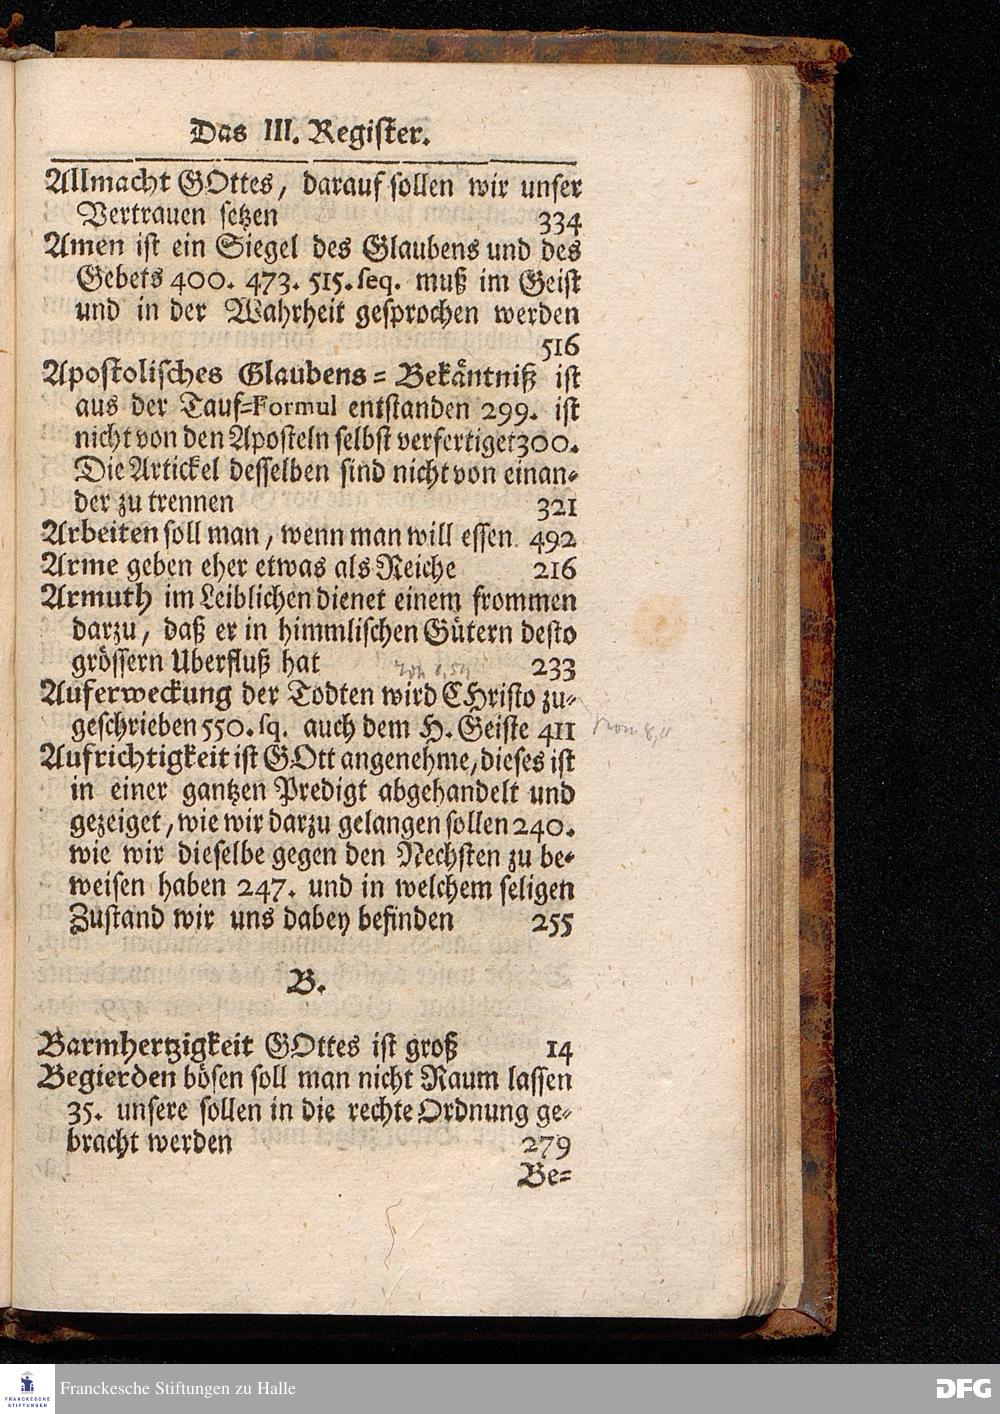 Das III. Register.
Allmacht GOttes, darauf sollen wir unser
Vertrauen setzen 334
Amen ist ein Siegel des Glaubens und des
Gebets 400. 473. 515. seq. muß im Geist
und in der Wahrheit gesprochen werden
516
Apostolisches Glaubens=Bekäntniß ist
aus der Tauf=Formul entstanden 299. ist
nicht von den Aposteln selbst verfertiget 300.
Die Artickel desselben sind nicht von einan=
der zu trennen 321
Arbeiten soll man, wenn man will essen 492
Arme geben eher etwas als Reiche 216
Armuth im Leiblichen dienet einem frommen
darzu, daß er in himmlischen Gütern desto
grössern Uberfluß hat 233
Auferweckung der Todten wird CHristo zu=
geschrieben 550. sq. auch dem H. Geiste 411
Aufrichtigkeit ist GOtt angenehme, dieses ist
in einer gantzen Predigt abgehandelt und
gezeiget, wie wir darzu gelangen sollen 240.
wie wir dieselbe gegen den Nechsten zu be=
weisen haben 247. und in welchem seligen
Zustand wir uns dabey befinden 255
B.
Barmhertzigkeit GOttes ist groß 14
Begierden bösen soll man nicht Raum lassen
35. unsere sollen in die rechte Ordnung ge=
bracht werden 279
Be=
FRANCKESCHE
STIFTUNGEN
Franckesche Stiftungen zu Halle
DFG